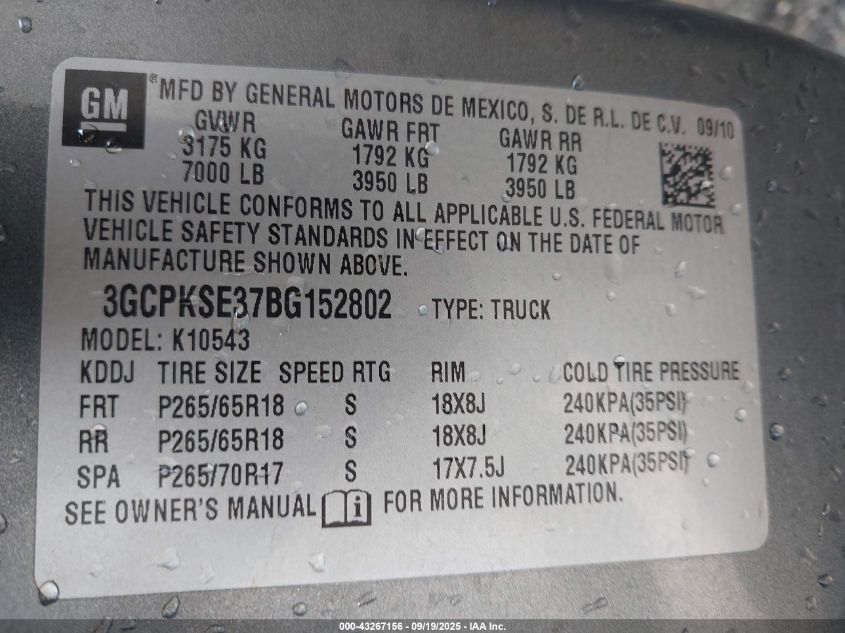 GM
® MFD BY GENERAL MOTORS DE MEXICO, S. DE R.L. DE C.V. 09/10
GVWR GAWR FRT GAWR RR
3175 KG 1792 KG 1792 KG
7000 LB 3950 LB 3950 LB
THIS VEHICLE CONFORMS TO ALL APPLICABLE U.S. FEDERAL MOTOR
VEHICLE SAFETY STANDARDS IN EFFECT ON THE DATE OF
MANUFACTURE SHOWN ABOVE.
3GCPKSE37BG152802 TYPE: TRUCK
MODEL: K10543
KDDJ TIRE SIZE SPEED RTG RIM COLD TIRE PRESSURE
FRT P265/65R18 S 18X8J 240KPA(35PSI)
RR P265/65R18 S 18X8J 240KPA(35PSI)
SPA P265/70R17 S 17X7.5J 240KPA(35PSI)
SEE OWNER'S MANUAL i FOR MORE INFORMATION.
000-43267156 - 09/19/2025 - IAA Inc.